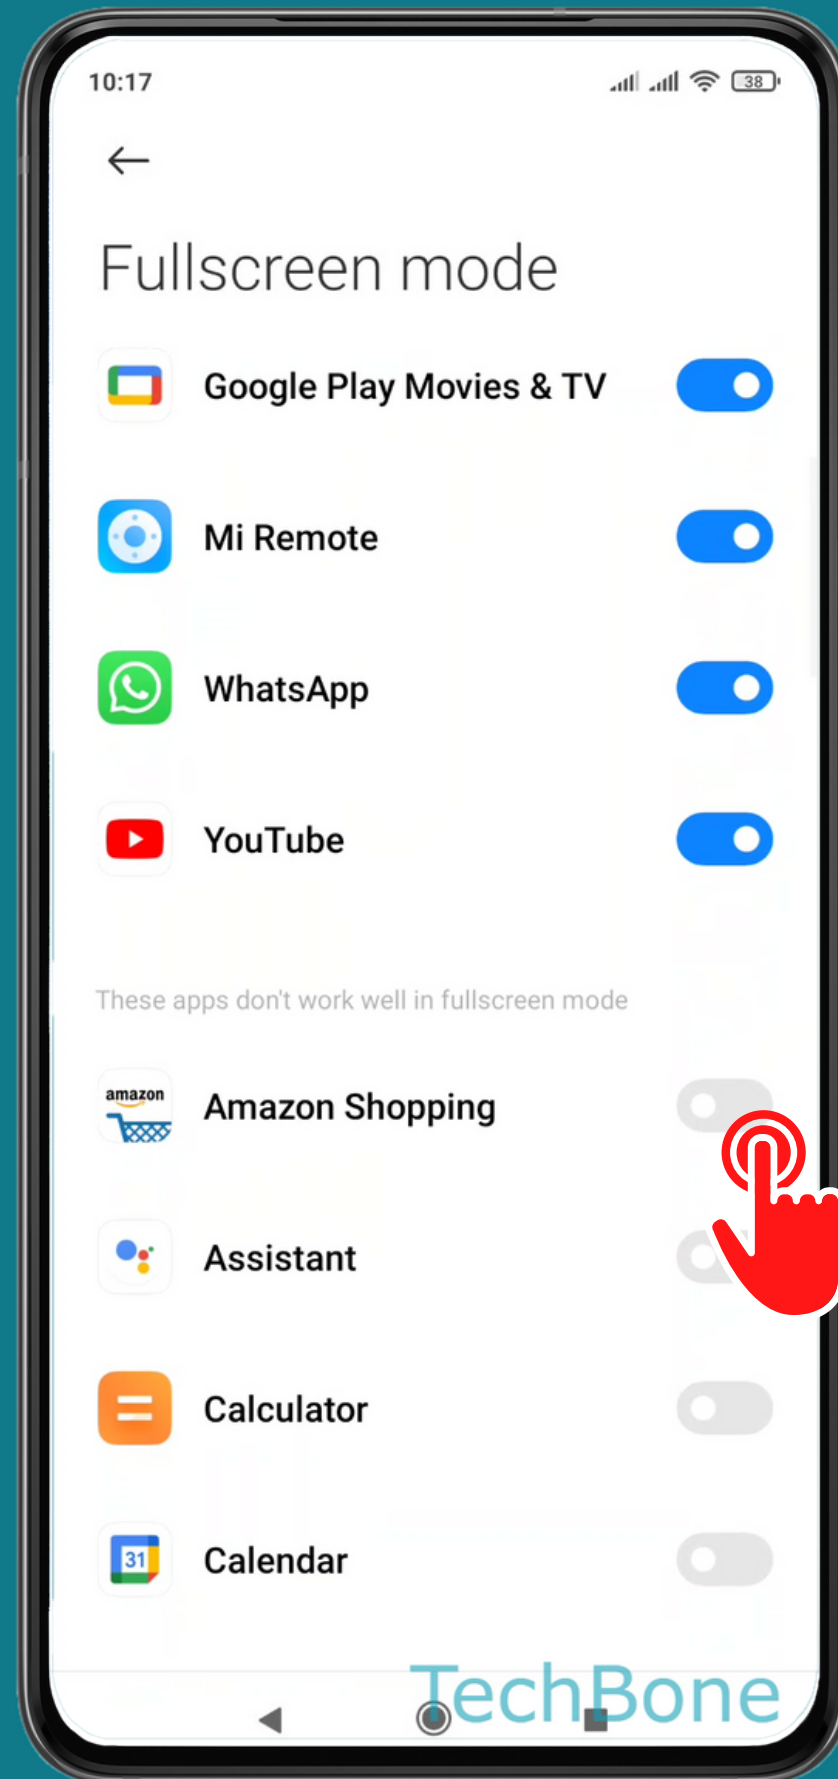 10:17
38
Fullscreen mode
Google Play Movies & TV
Mi Remote
WhatsApp
YouTube
These apps don't work well in fullscreen mode
amazon
Amazon Shopping
Assistant
Calculator
31
Calendar
TechBone